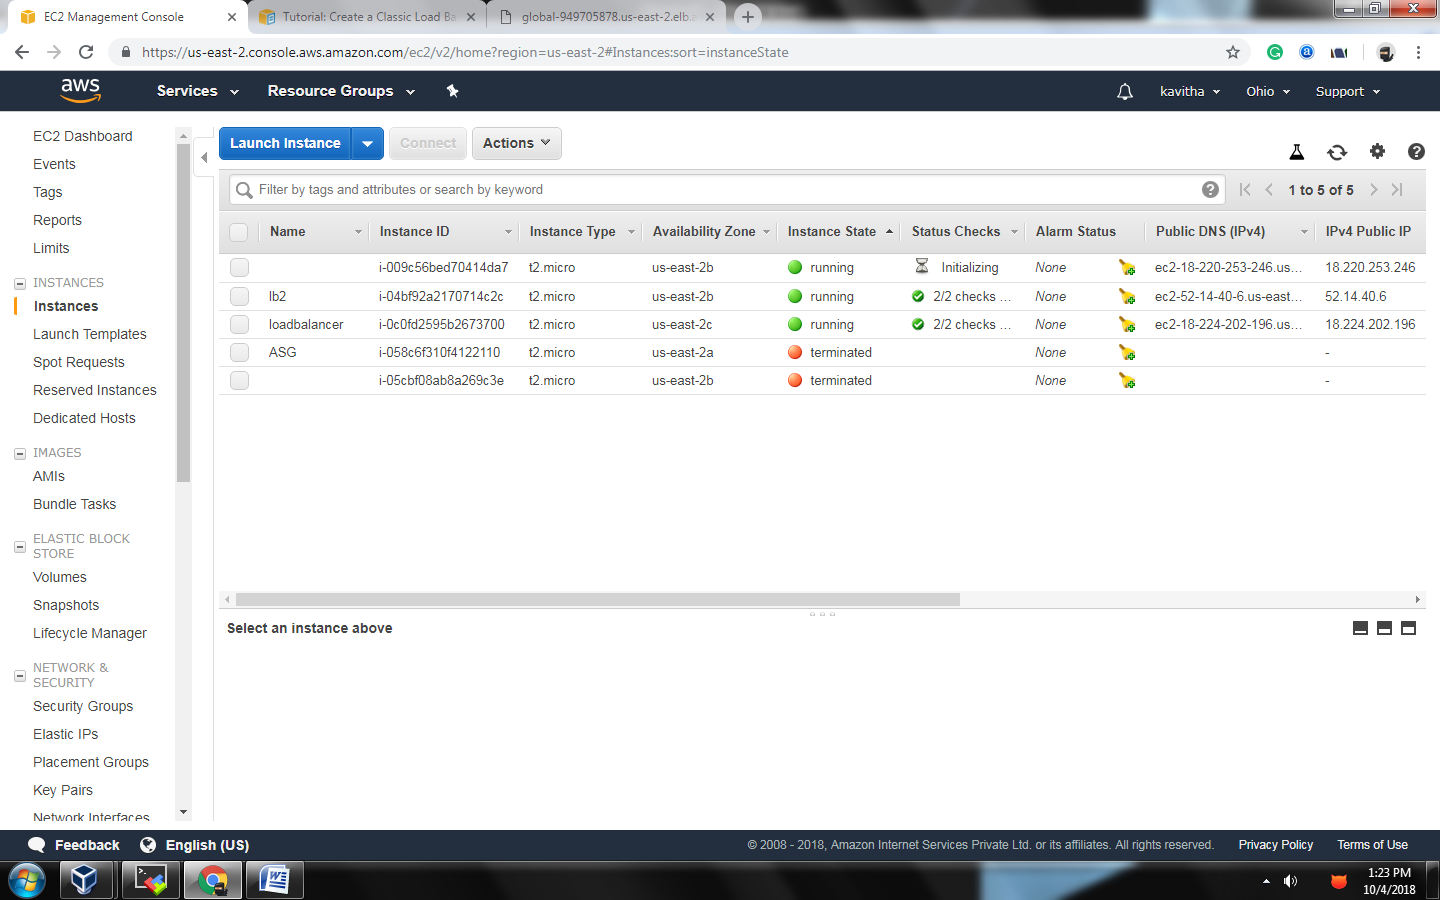 EC2 Management Console
Tutorial: Create a Classic Load Ba
global-949705878.us-east-2.elb.a
https://us-east-2.console.aws.amazon.com/ec2/v2/home?region=us-east-2#Instances:sort=instanceState
aws Services Resource Groups kavitha Ohio Support
EC2 Dashboard
Events
Tags
Reports
Limits
INSTANCES
Instances
Launch Templates
Spot Requests
Reserved Instances
Dedicated Hosts
IMAGES
AMIs
Bundle Tasks
ELASTIC BLOCK
STORE
Volumes
Snapshots
Lifecycle Manager
NETWORK &
SECURITY
Security Groups
Elastic IPs
Placement Groups
Key Pairs
Network Interfaces
Launch Instance Connect Actions
Filter by tags and attributes or search by keyword 1 to 5 of 5
Name Instance ID Instance Type Availability Zone Instance State Status Checks Alarm Status Public DNS (IPv4) IPv4 Public IP
i-009c56bed70414da7 t2.micro us-east-2b running Initializing None ec2-18-220-253-246.us... 18.220.253.246
lb2 i-04bf92a2170714c2c t2.micro us-east-2b running 2/2 checks ... None ec2-52-14-40-6.us-east... 52.14.40.6
loadbalancer i-0c0fd2595b2673700 t2.micro us-east-2c running 2/2 checks ... None ec2-18-224-202-196.us... 18.224.202.196
ASG i-058c6f310f4122110 t2.micro us-east-2a terminated None -
i-05cbf08ab8a269c3e t2.micro us-east-2b terminated None -
Select an instance above
Feedback English (US) © 2008 - 2018, Amazon Internet Services Private Ltd. or its affiliates. All rights reserved. Privacy Policy Terms of Use
1:23 PM
10/4/2018